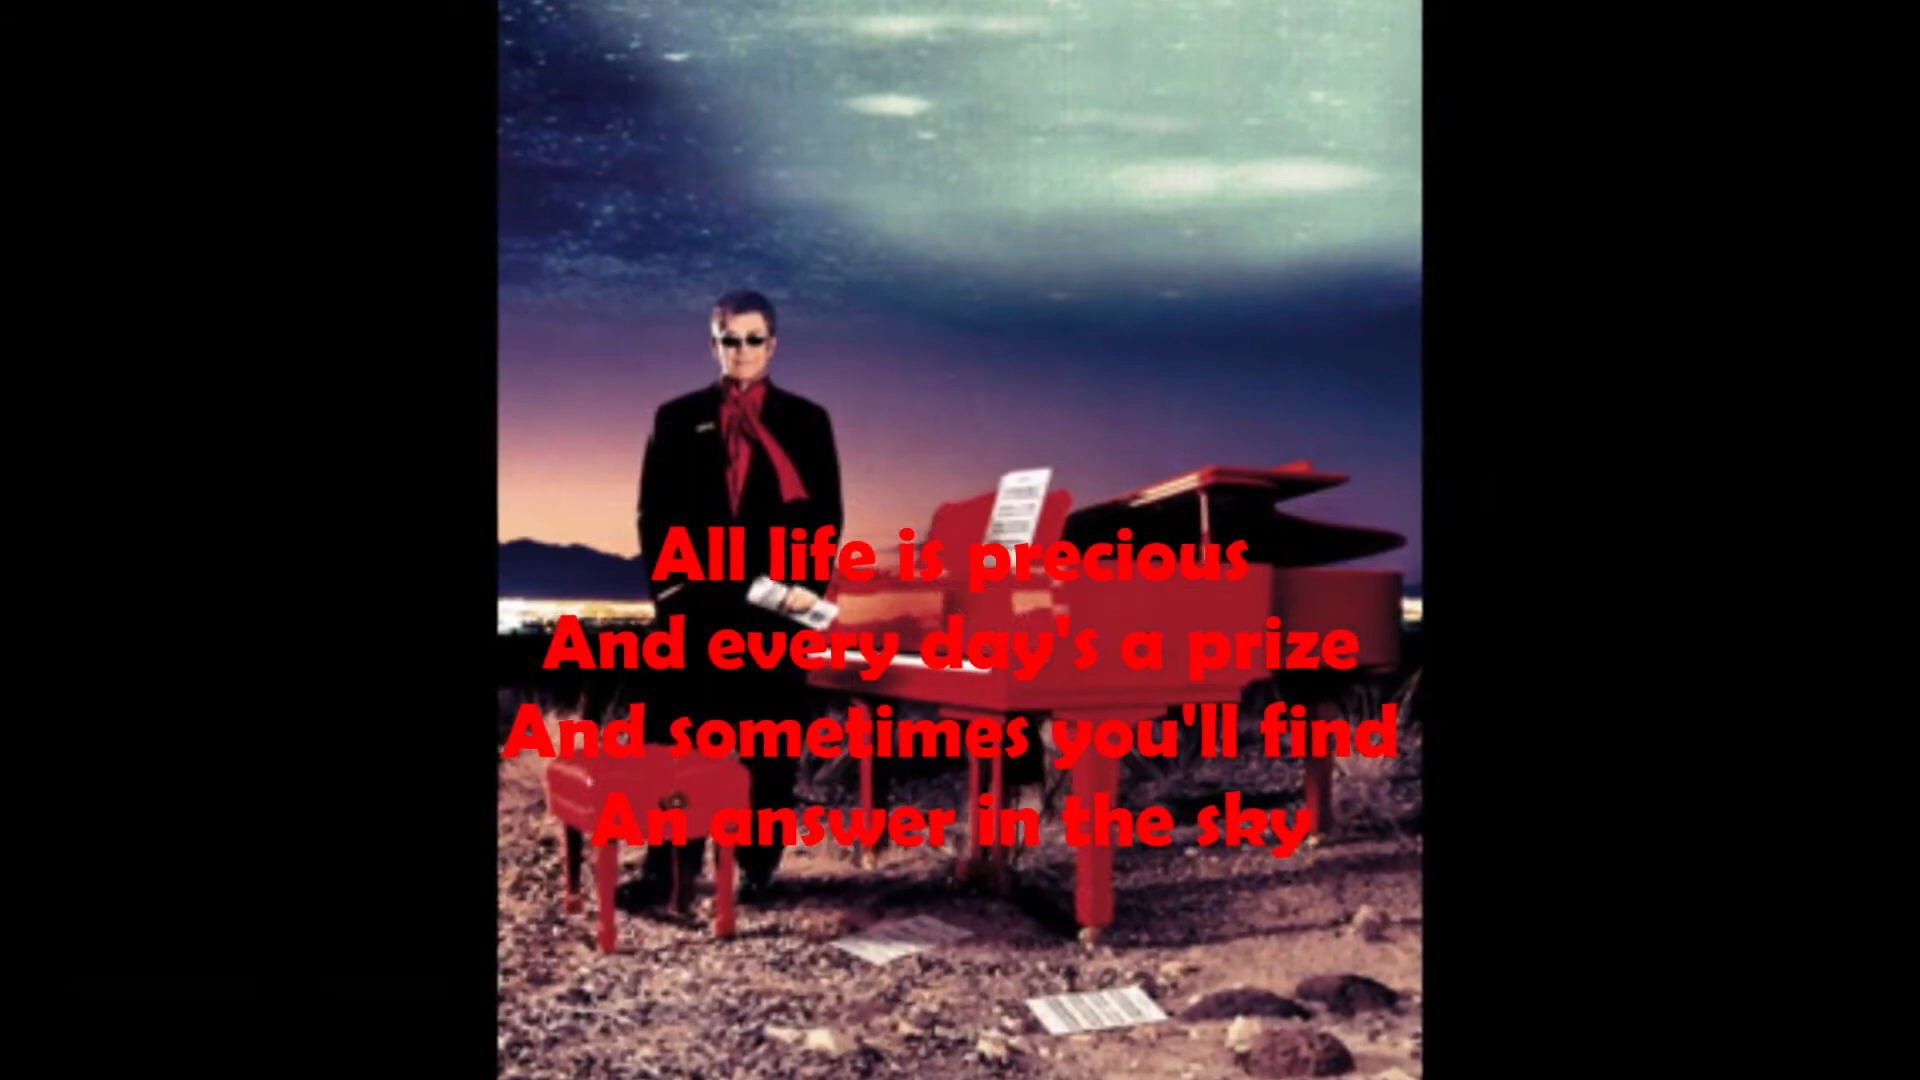 All life is precious
And every day's a prize
And sometimes you'll find
An answer in the sky